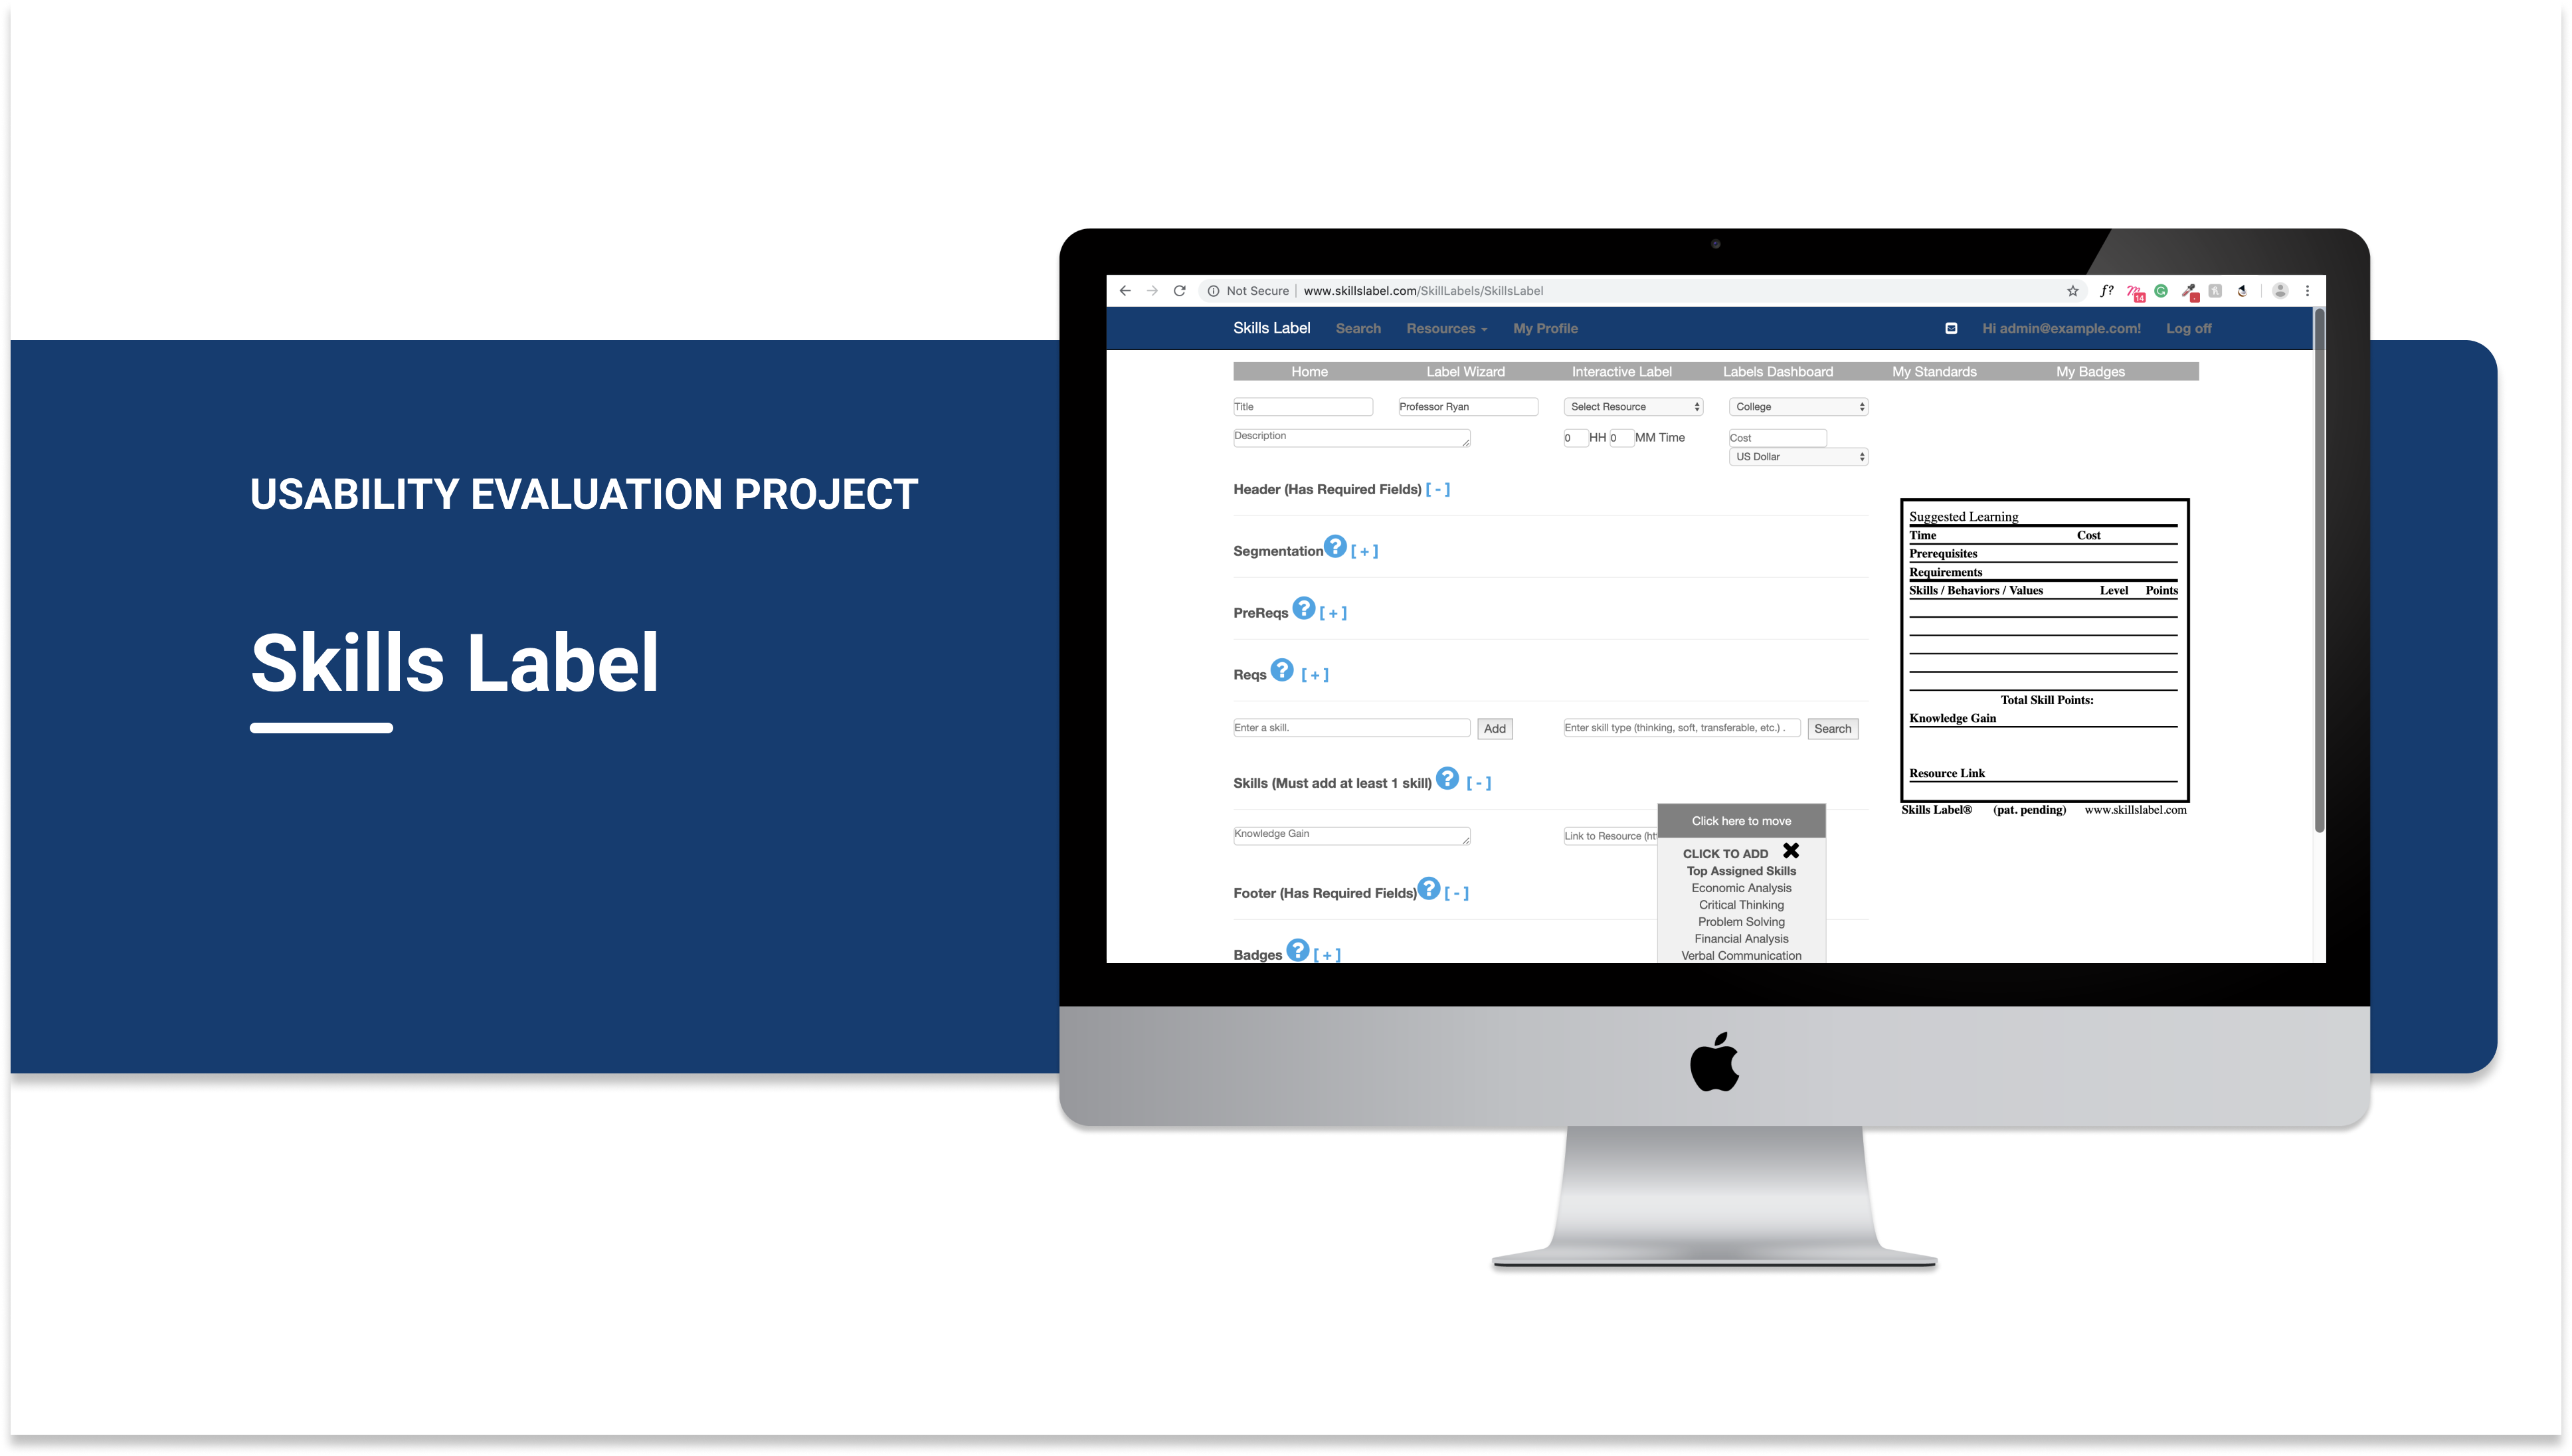 USABILITY EVALUATION PROJECT
Skills Label
Not Secure | www.skillslabel.com/SkillLabels/SkillsLabel
f?
14
Skills Label Search Resources My Profile Hi admin@example.com! Log off
Home Label Wizard Interactive Label Labels Dashboard My Standards My Badges
Title Professor Ryan Select Resource College
Description 0 HH 0 MM Time Cost
US Dollar
Header (Has Required Fields) [ - ]
Segmentation ? [ + ]
PreReqs ? [ + ]
Reqs ? [ + ]
Enter a skill. Add Enter skill type (thinking, soft, transferable, etc.) . Search
Skills (Must add at least 1 skill) ? [ - ]
Knowledge Gain Link to Resource (ht
Footer (Has Required Fields) ? [ - ]
Badges ? [ + ]
Click here to move
CLICK TO ADD
Top Assigned Skills
Economic Analysis
Critical Thinking
Problem Solving
Financial Analysis
Verbal Communication
Suggested Learning
Time Cost
Prerequisites
Requirements
Skills / Behaviors / Values Level Points
Total Skill Points:
Knowledge Gain
Resource Link
Skills Label® (pat. pending) www.skillslabel.com